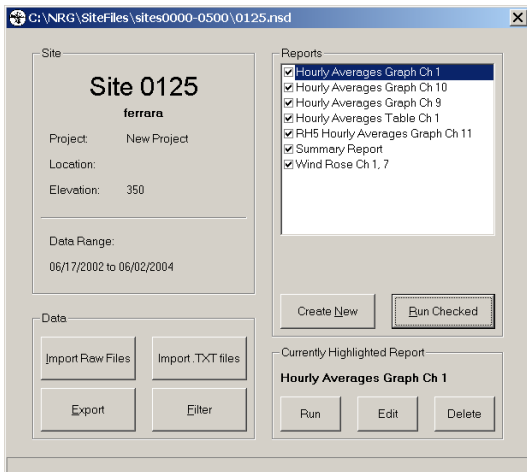 C:\NRG\SiteFiles\sites0000-0500\0125.nsd
Site
Site 0125
ferrara
Project: New Project
Location:
Elevation: 350
Data Range:
06/17/2002 to 06/02/2004
Data
Import Raw Files
Import .TXT files
Export
Filter
Reports
Hourly Averages Graph Ch 1
Hourly Averages Graph Ch 10
Hourly Averages Graph Ch 9
Hourly Averages Table Ch 1
RH5 Hourly Averages Graph Ch 11
Summary Report
Wind Rose Ch 1, 7
Create New
Run Checked
Currently Highlighted Report
Hourly Averages Graph Ch 1
Run
Edit
Delete